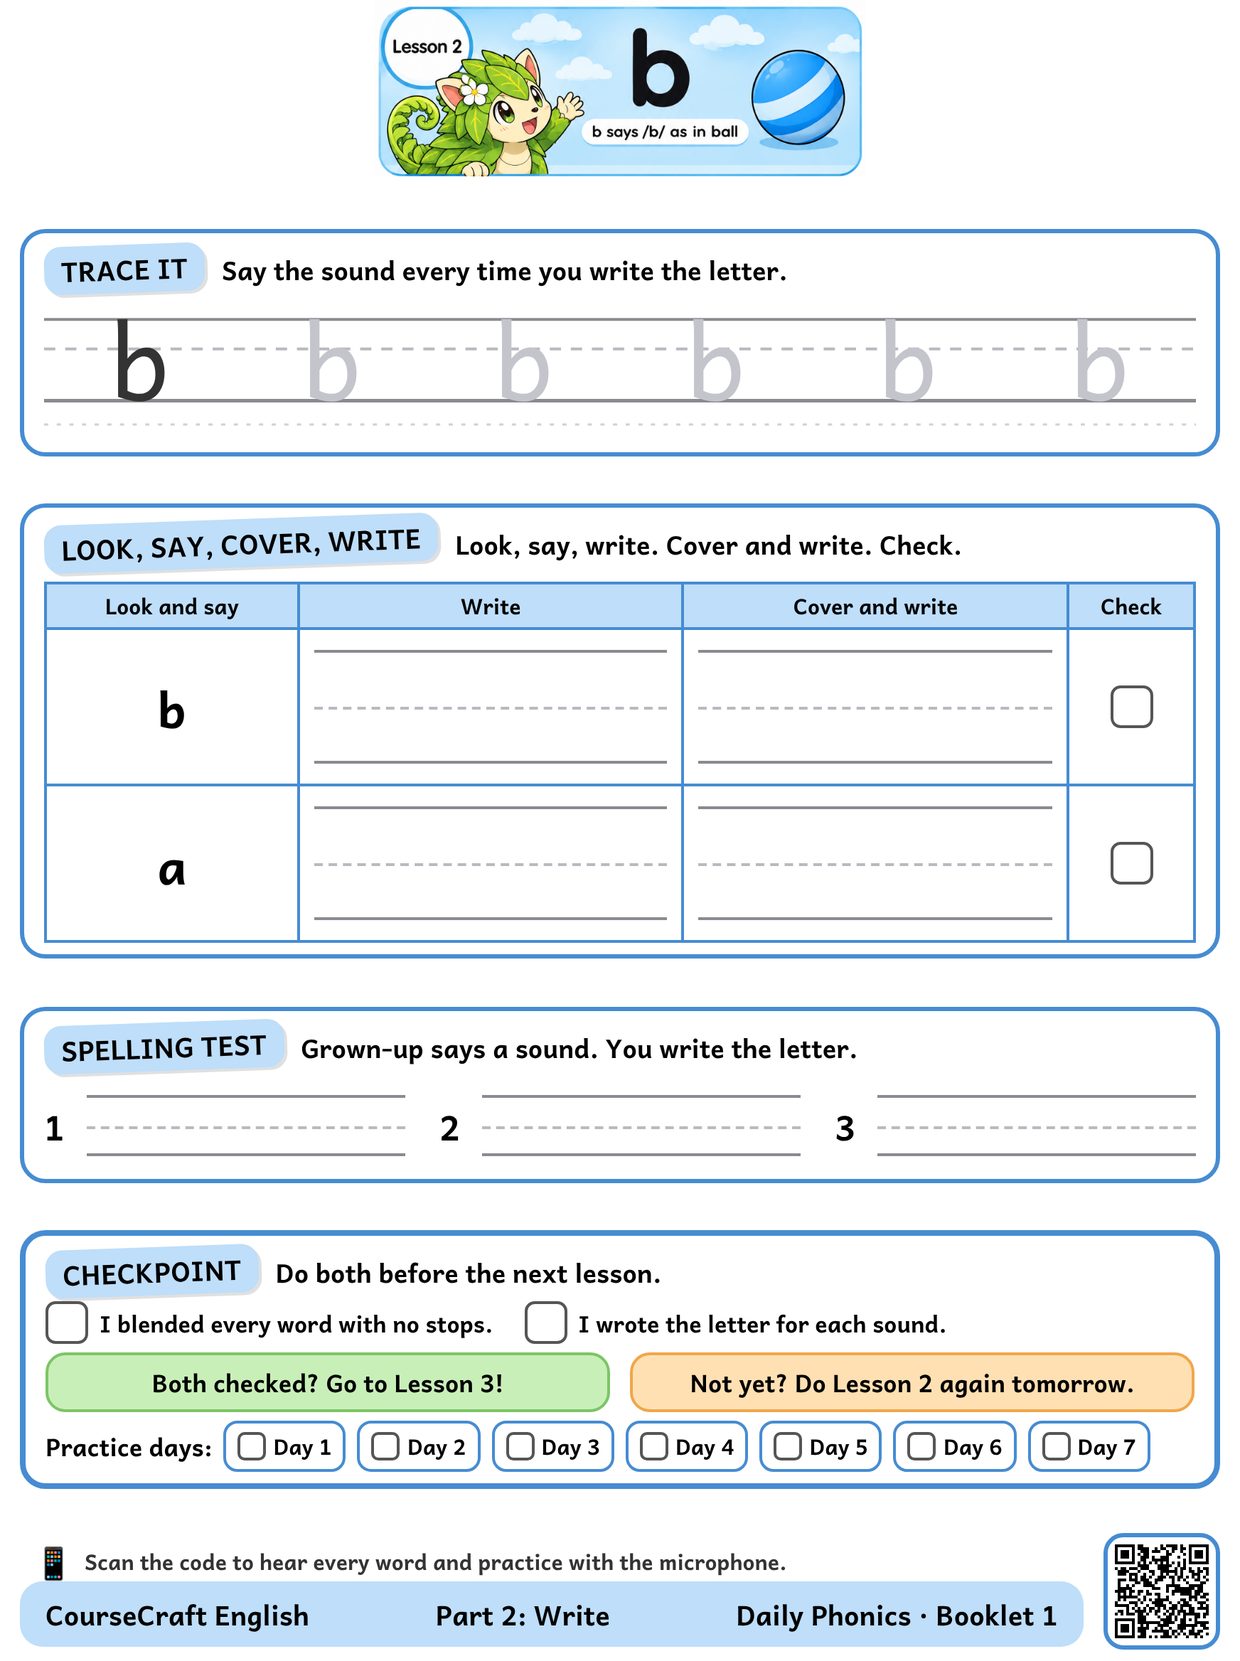 Lesson 2
b
b says /b/ as in ball
TRACE IT Say the sound every time you write the letter.
b b b b b b
LOOK, SAY, COVER, WRITE Look, say, write. Cover and write. Check.
Look and say Write Cover and write Check
b
a
SPELLING TEST Grown-up says a sound. You write the letter.
1 2 3
CHECKPOINT Do both before the next lesson.
I blended every word with no stops. I wrote the letter for each sound.
Both checked? Go to Lesson 3! Not yet? Do Lesson 2 again tomorrow.
Practice days: Day 1 Day 2 Day 3 Day 4 Day 5 Day 6 Day 7
Scan the code to hear every word and practice with the microphone.
CourseCraft English Part 2: Write Daily Phonics · Booklet 1